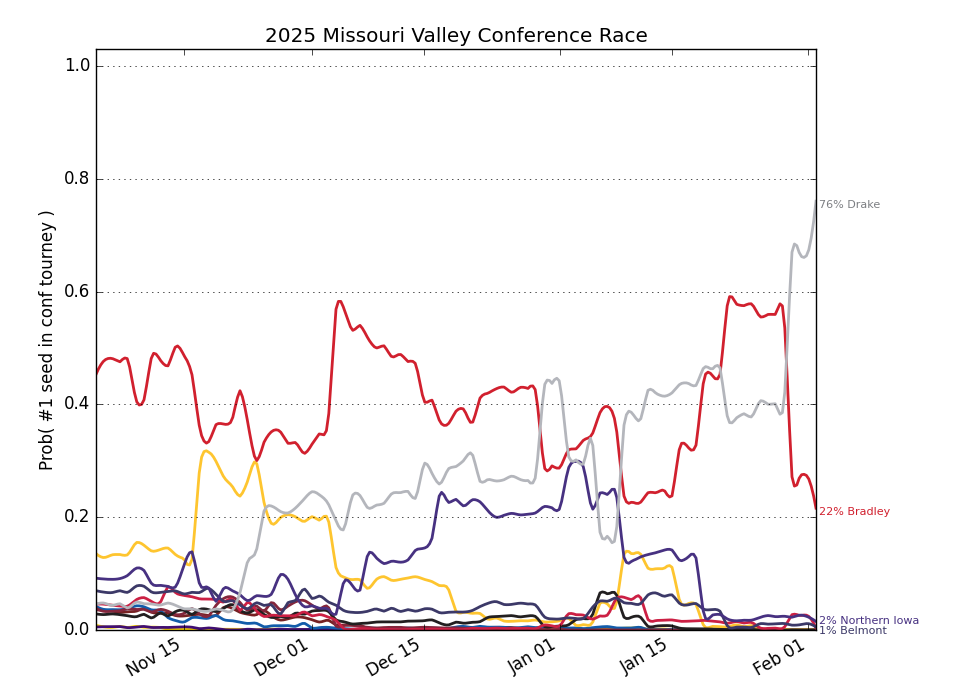 2025 Missouri Valley Conference Race
Prob( #1 seed in conf tourney )
1.0
0.8
0.6
0.4
0.2
0.0
Nov 15
Dec 01
Dec 15
Jan 01
Jan 15
Feb 01
76% Drake
22% Bradley
2% Northern Iowa
1% Belmont